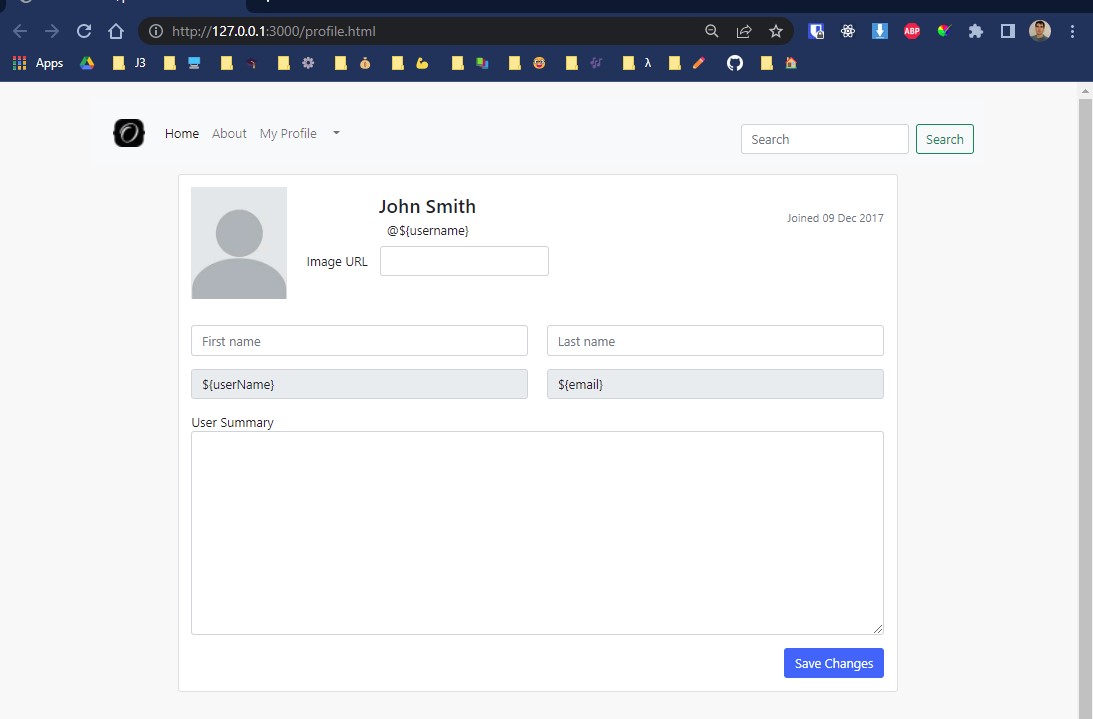 http://127.0.0.1:3000/profile.html
ABP
Apps J3 λ
Home About My Profile Search Search
John Smith
@${username}
Joined 09 Dec 2017
Image URL
First name Last name
${userName} ${email}
User Summary
Save Changes